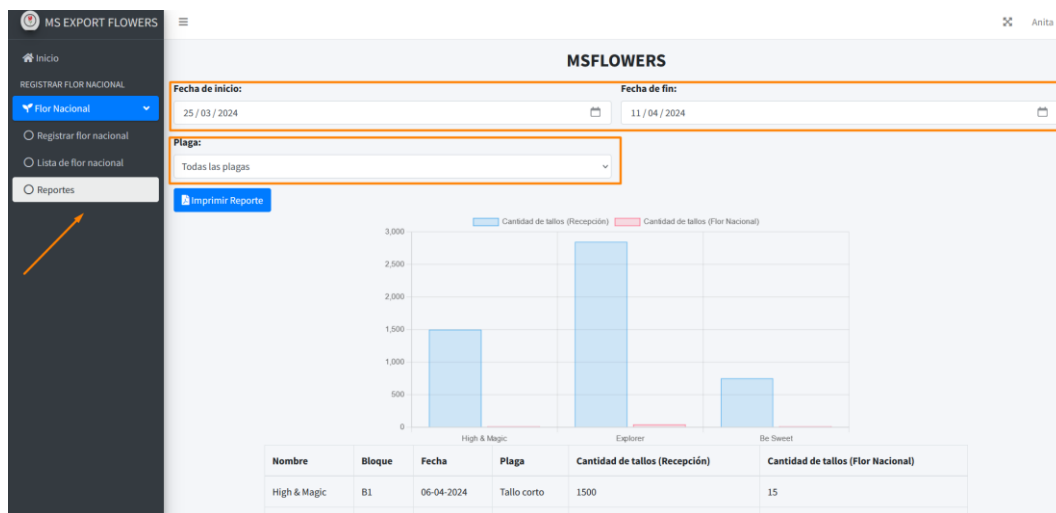 MS EXPORT FLOWERS
Anita
Inicio
MSFLOWERS
REGISTRAR FLOR NACIONAL
Flor Nacional
Registrar flor nacional
Lista de flor nacional
Reportes
Fecha de inicio:
Fecha de fin:
25 / 03 / 2024
11 / 04 / 2024
Plaga:
Todas las plagas
Imprimir Reporte
Cantidad de tallos (Recepción) Cantidad de tallos (Flor Nacional)
3,000
2,500
2,000
1,500
1,000
500
0
High & Magic Explorer Be Sweet
Nombre Bloque Fecha Plaga Cantidad de tallos (Recepción) Cantidad de tallos (Flor Nacional)
High & Magic B1 06-04-2024 Tallo corto 1500 15